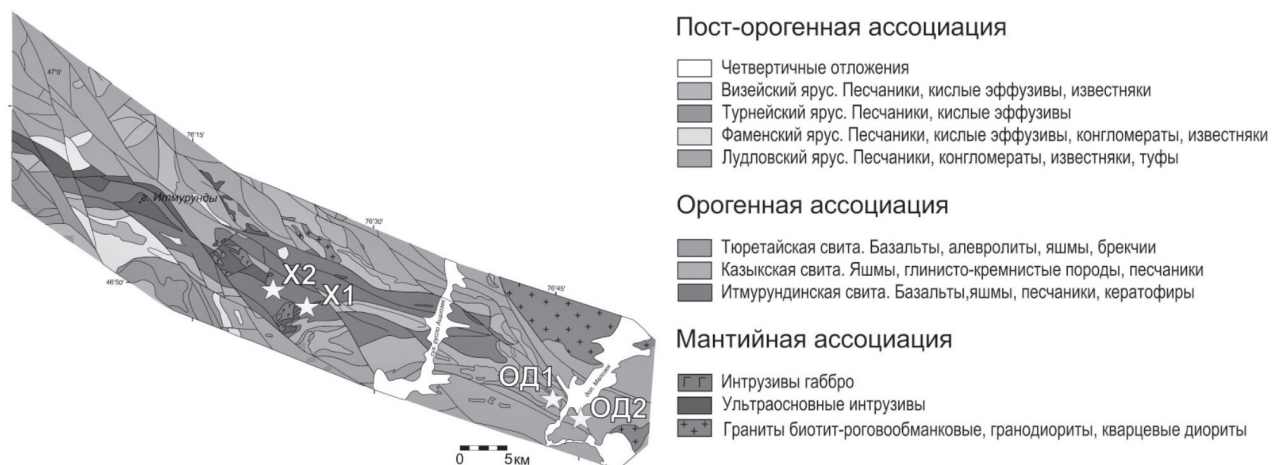 47°0'
76°15'
г. Итмурунды
76°30'
46°50'
X2
X1
76°45'
ОД1
ОД2
0 5км
Пост-орогенная ассоциация
Четвертичные отложения
Визейский ярус. Песчаники, кислые эффузивы, известняки
Турнейский ярус. Песчаники, кислые эффузивы
Фаменский ярус. Песчаники, кислые эффузивы, конгломераты, известняки
Лудловский ярус. Песчаники, конгломераты, известняки, туфы
Орогенная ассоциация
Тюретайская свита. Базальты, алевролиты, яшмы, брекчии
Казыкская свита. Яшмы, глинисто-кремнистые породы, песчаники
Итмурундинская свита. Базальты,яшмы, песчаники, кератофиры
Мантийная ассоциация
Интрузивы габбро
Ультраосновные интрузивы
Граниты биотит-роговообманковые, гранодиориты, кварцевые диориты